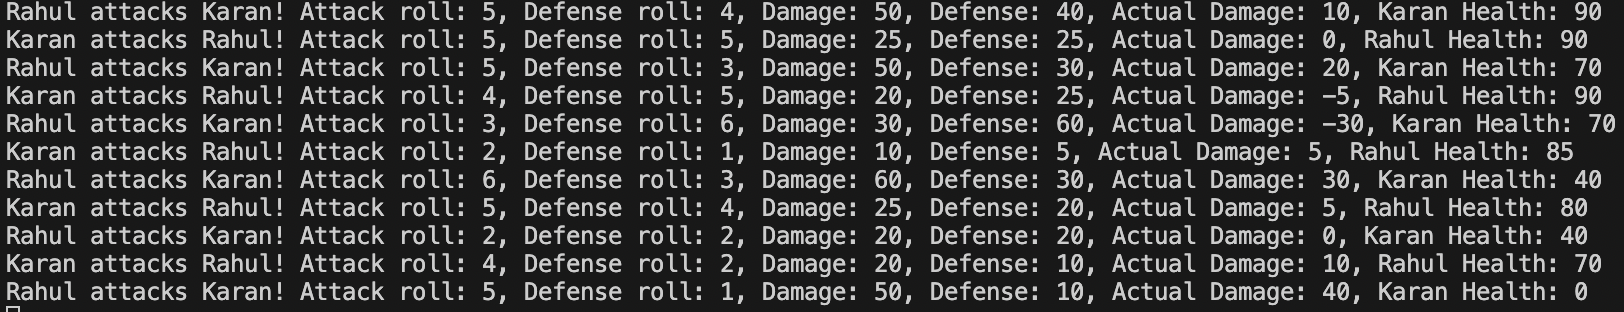 Rahul attacks Karan! Attack roll: 5, Defense roll: 4, Damage: 50, Defense: 40, Actual Damage: 10, Karan Health: 90
Karan attacks Rahul! Attack roll: 5, Defense roll: 5, Damage: 25, Defense: 25, Actual Damage: 0, Rahul Health: 90
Rahul attacks Karan! Attack roll: 5, Defense roll: 3, Damage: 50, Defense: 30, Actual Damage: 20, Karan Health: 70
Karan attacks Rahul! Attack roll: 4, Defense roll: 5, Damage: 20, Defense: 25, Actual Damage: -5, Rahul Health: 90
Rahul attacks Karan! Attack roll: 3, Defense roll: 6, Damage: 30, Defense: 60, Actual Damage: -30, Karan Health: 70
Karan attacks Rahul! Attack roll: 2, Defense roll: 1, Damage: 10, Defense: 5, Actual Damage: 5, Rahul Health: 85
Rahul attacks Karan! Attack roll: 6, Defense roll: 3, Damage: 60, Defense: 30, Actual Damage: 30, Karan Health: 40
Karan attacks Rahul! Attack roll: 5, Defense roll: 4, Damage: 25, Defense: 20, Actual Damage: 5, Rahul Health: 80
Rahul attacks Karan! Attack roll: 2, Defense roll: 2, Damage: 20, Defense: 20, Actual Damage: 0, Karan Health: 40
Karan attacks Rahul! Attack roll: 4, Defense roll: 2, Damage: 20, Defense: 10, Actual Damage: 10, Rahul Health: 70
Rahul attacks Karan! Attack roll: 5, Defense roll: 1, Damage: 50, Defense: 10, Actual Damage: 40, Karan Health: 0